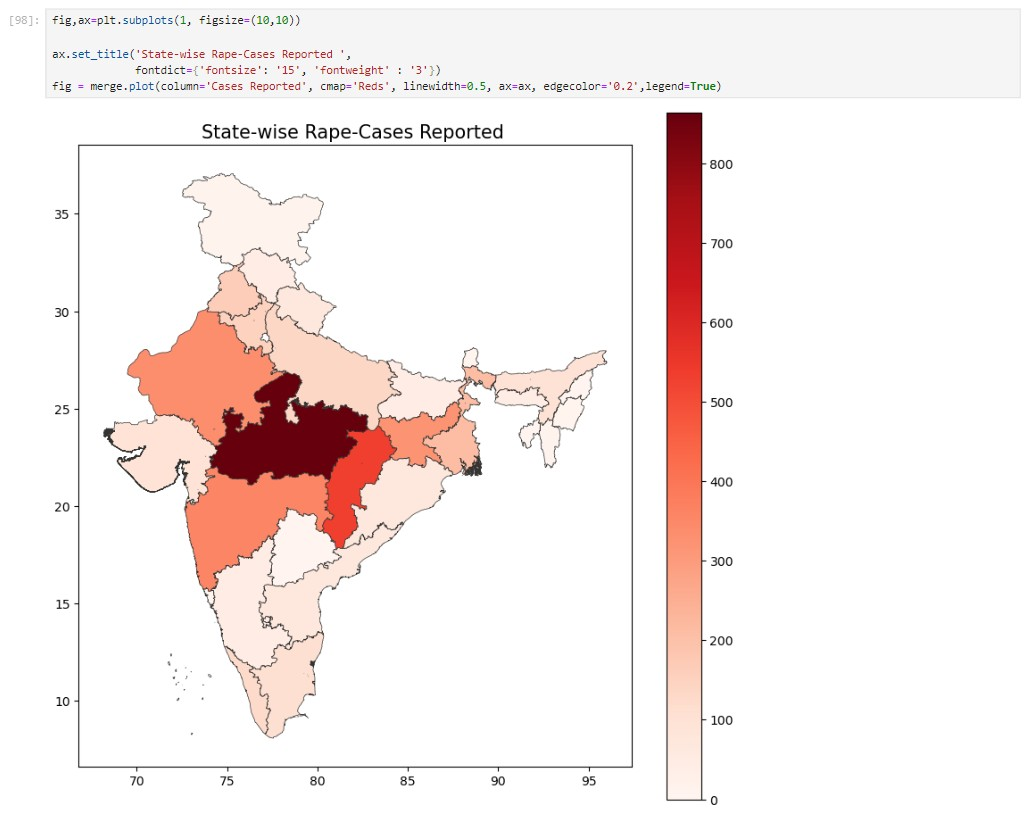 [98]:
fig,ax=plt.subplots(1, figsize=(10,10))
ax.set_title('State-wise Rape-Cases Reported ',
fontdict={'fontsize': '15', 'fontweight' : '3'})
fig = merge.plot(column='Cases Reported', cmap='Reds', linewidth=0.5, ax=ax, edgecolor='0.2',legend=True)
State-wise Rape-Cases Reported
35
30
25
20
15
10
70 75 80 85 90 95
800
700
600
500
400
300
200
100
0